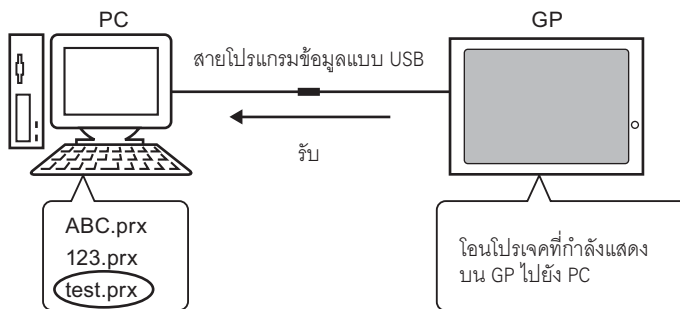 PC
GP
สายโปรแกรมข้อมูลแบบ USB
รับ
ABC.prx
123.prx
test.prx
โอนโปรเจคที่กำลังแสดง
บน GP ไปยัง PC